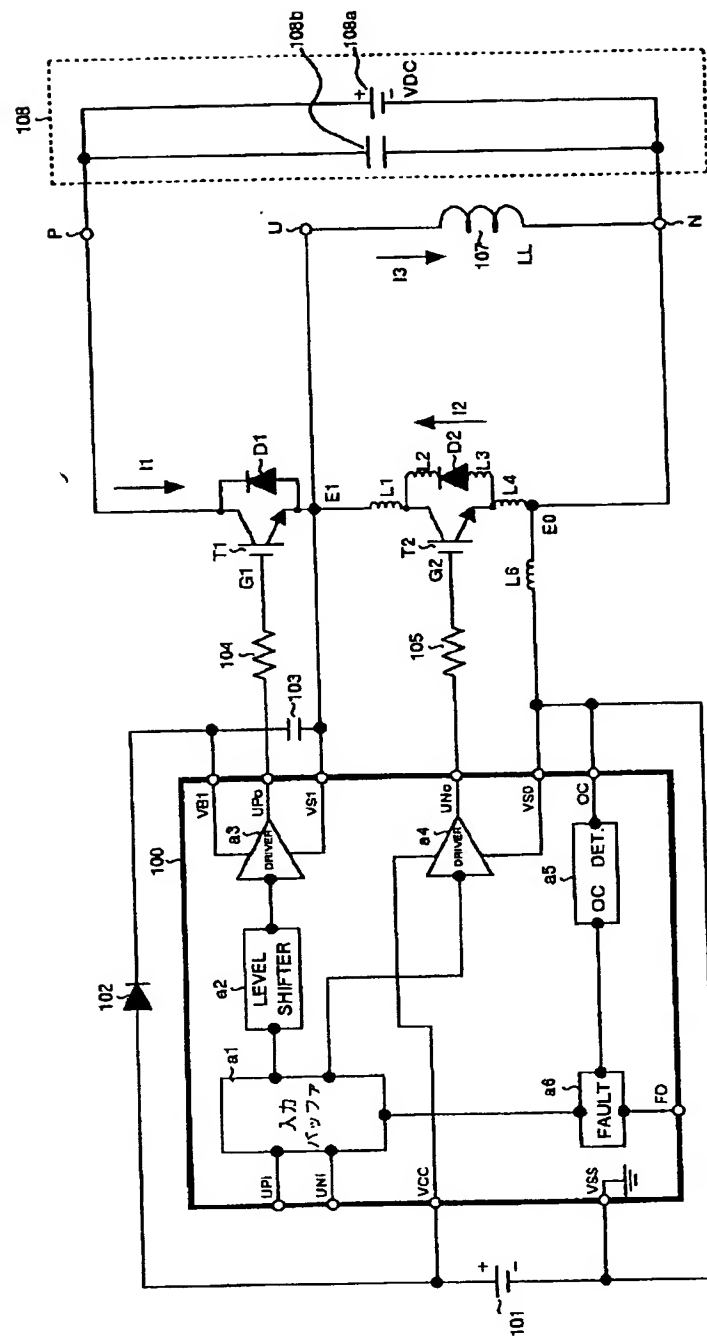 108
108b
108a
VDC
+
-
+
P
U
N
I3
107
LL
I1
I2
D1
T1
G1
E1
L1
L2
D2
L3
L4
T2
G2
E0
L6
104
105
103
102
100
VB1
UPo
VS1
UNo
VS0
OC
a3
DRIVER
a4
DRIVER
a5
OC DET.
a2
LEVEL
SHIFTER
a1
入力
バッファ
a6
FAULT
FO
UPi
UNi
VCC
VSS
+
-
101